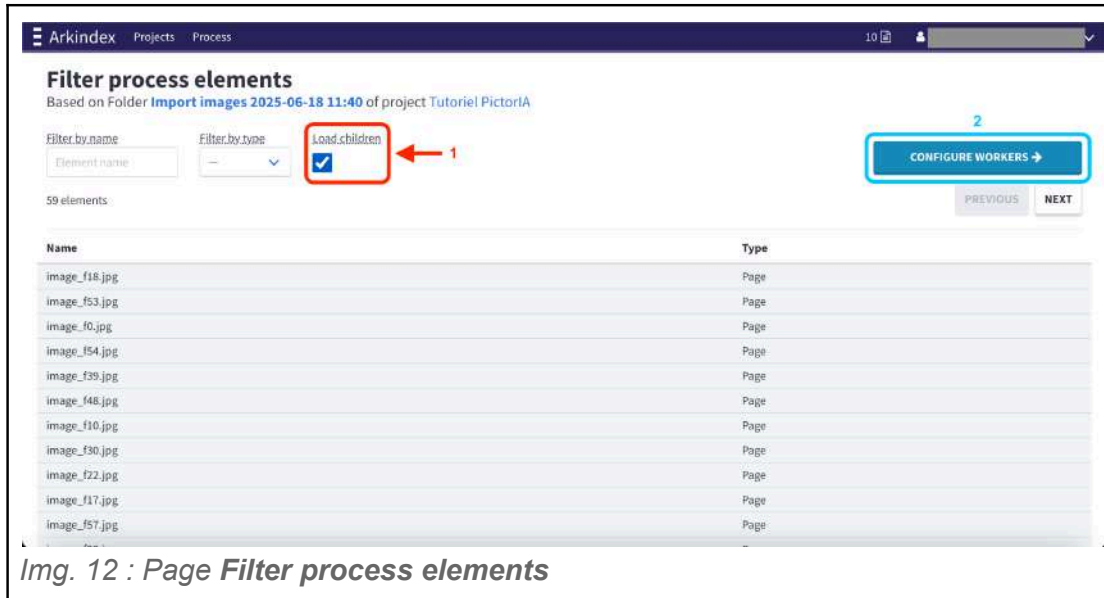 Arkindex Projects Process 10
Filter process elements
Based on Folder Import images 2025-06-18 11:40 of project Tutoriel PictorIA
Filter by name Filter by type Load children
Element name — 1
2
CONFIGURE WORKERS →
59 elements PREVIOUS NEXT
Name Type
image_f18.jpg Page
image_f53.jpg Page
image_f0.jpg Page
image_f54.jpg Page
image_f39.jpg Page
image_f48.jpg Page
image_f10.jpg Page
image_f30.jpg Page
image_f22.jpg Page
image_f17.jpg Page
image_f57.jpg Page
Img. 12 : Page Filter process elements